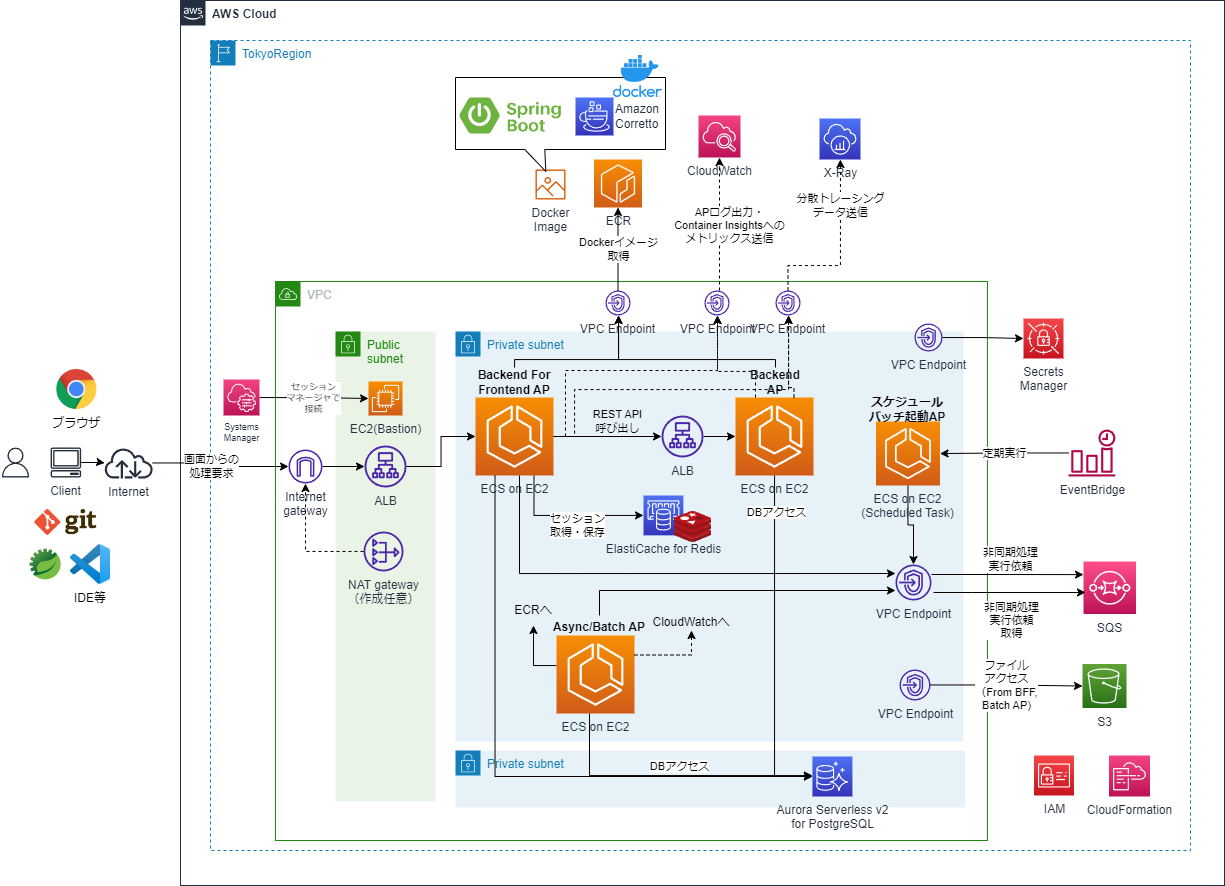 aws
AWS Cloud
TokyoRegion
docker
Spring
Boot
Amazon
Corretto
CloudWatch
X-Ray
Docker
Image
ECR
Dockerイメージ
取得
APログ出力・
Container Insightsへの
メトリックス送信
分散トレーシング
データ送信
VPC
VPC Endpoint
VPC Endpoint
VPC Endpoint
Public
subnet
Private subnet
VPC Endpoint
Secrets
Manager
ブラウザ
Systems
Manager
セッション
マネージャで
接続
EC2(Bastion)
Backend For
Frontend AP
Backend
AP
スケジュール
バッチ起動AP
REST API
呼び出し
ALB
ECS on EC2
ECS on EC2
ECS on EC2
(Scheduled Task)
定期実行
EventBridge
Client
Internet
画面からの
処理要求
Internet
gateway
ALB
DBアクセス
セッション
取得・保存
ElastiCache for Redis
git
IDE等
NAT gateway
（作成任意）
VPC Endpoint
非同期処理
実行依頼
非同期処理
実行依頼
取得
SQS
ECRへ
Async/Batch AP
CloudWatchへ
ECS on EC2
VPC Endpoint
ファイル
アクセス
（From BFF,
Batch AP)
S3
Private subnet
DBアクセス
Aurora Serverless v2
for PostgreSQL
IAM
CloudFormation